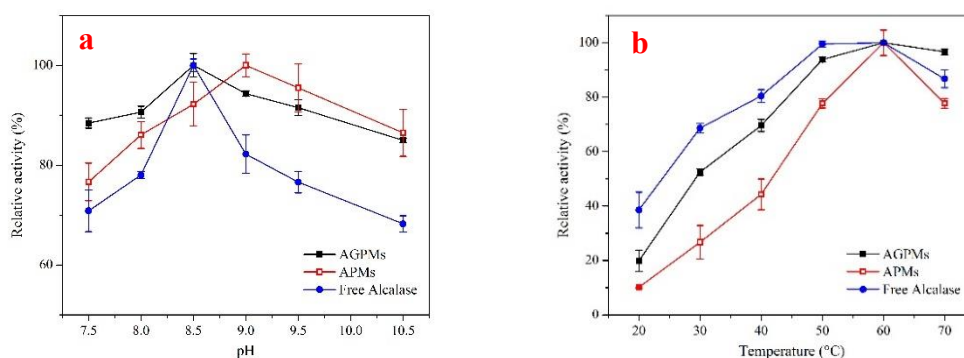 a
100
80
60
Relative activity (%)
AGPMs
APMs
Free Alcalase
7.5 8.0 8.5 9.0 9.5 10.0 10.5
pH
b
100
80
60
40
20
0
Relative activity (%)
AGPMs
APMs
Free Alcalase
20 30 40 50 60 70
Temperature (°C)